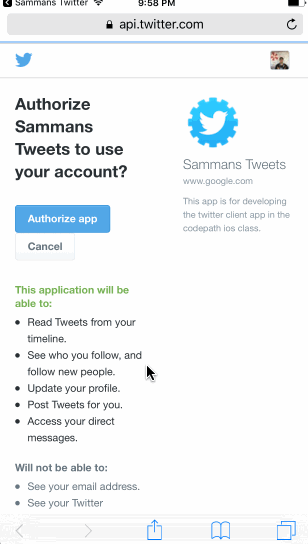 Sammans Twitter
9:58 PM
api.twitter.com
Authorize
Sammans
Tweets to use
your account?
Authorize app
Cancel
Sammans Tweets
www.google.com
This app is for developing
the twitter client app in the
codepath ios class.
This application will be
able to:
Read Tweets from your
timeline.
See who you follow, and
follow new people.
Update your profile.
Post Tweets for you.
Access your direct
messages.
Will not be able to:
See your email address.
See your Twitter